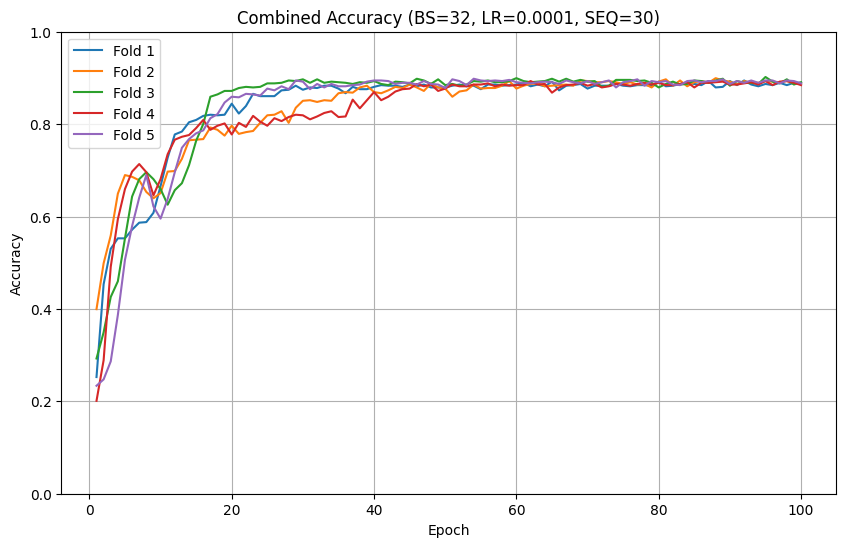 Combined Accuracy (BS=32, LR=0.0001, SEQ=30)
Fold 1
Fold 2
Fold 3
Fold 4
Fold 5
1.0
0.8
0.6
0.4
0.2
0.0
Accuracy
0 20 40 60 80 100
Epoch